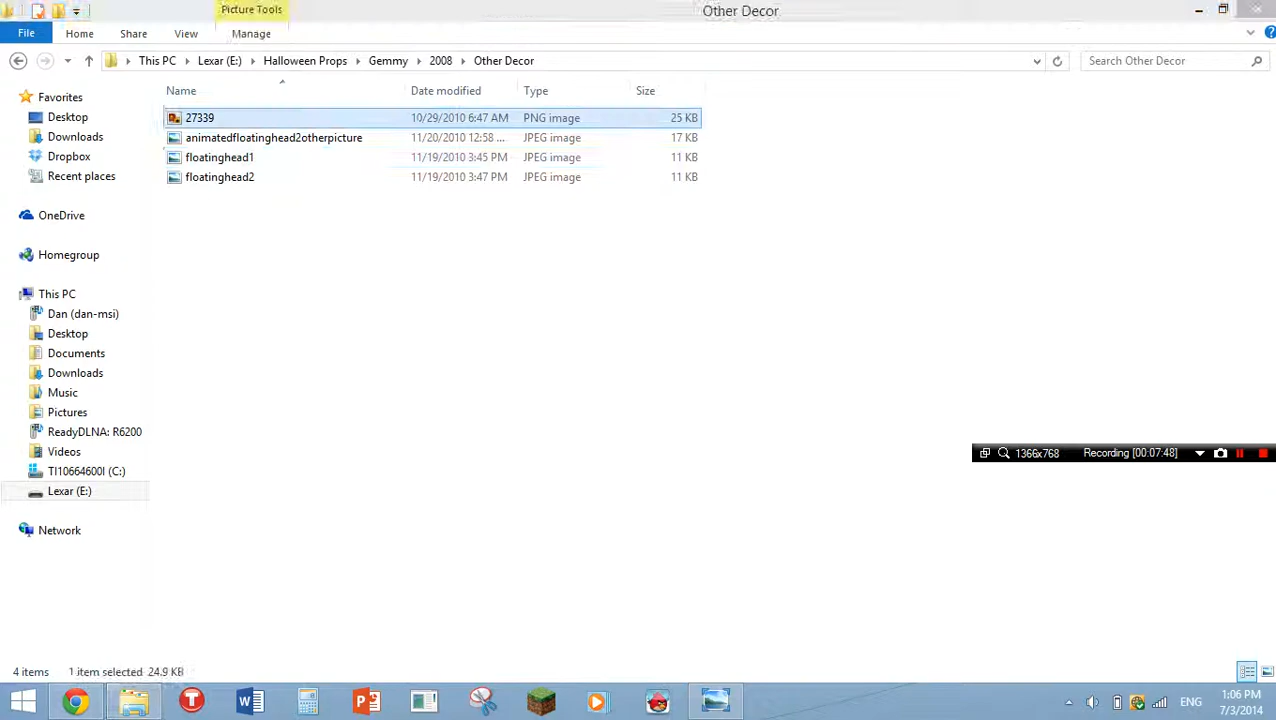 Picture Tools
Other Decor
File Home Share View Manage
This PC Lexar (E:) Halloween Props Gemmy 2008 Other Decor
Search Other Decor
Name Date modified Type Size
27339 10/29/2010 6:47 AM PNG image 25 KB
animatedfloatinghead2otherpicture 11/20/2010 12:58 ... JPEG image 17 KB
floatinghead1 11/19/2010 3:45 PM JPEG image 11 KB
floatinghead2 11/19/2010 3:47 PM JPEG image 11 KB
Favorites
Desktop
Downloads
Dropbox
Recent places
OneDrive
Homegroup
This PC
Dan (dan-msi)
Desktop
Documents
Downloads
Music
Pictures
ReadyDLNA: R6200
Videos
TI10664600I (C:)
Lexar (E:)
Network
1366x768 Recording [00:07:48]
4 items 1 item selected 24.9 KB
ENG
1:06 PM
7/3/2014